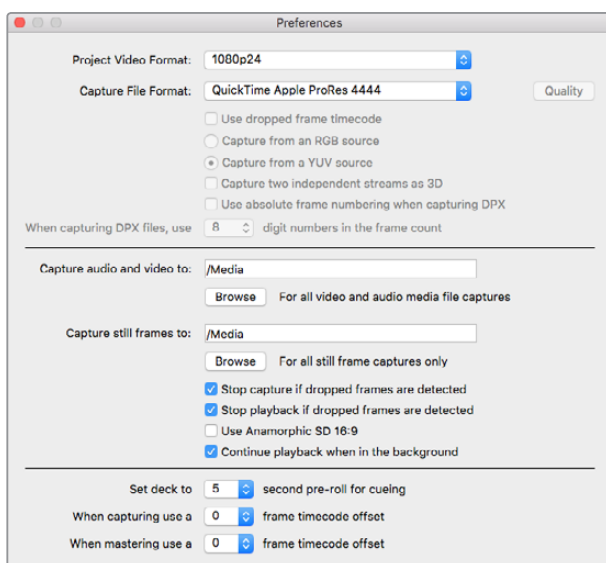 Preferences
Project Video Format: 1080p24
Capture File Format: QuickTime Apple ProRes 4444 Quality
Use dropped frame timecode
Capture from an RGB source
Capture from a YUV source
Capture two independent streams as 3D
Use absolute frame numbering when capturing DPX
When capturing DPX files, use 8 digit numbers in the frame count
Capture audio and video to: /Media
Browse For all video and audio media file captures
Capture still frames to: /Media
Browse For all still frame captures only
Stop capture if dropped frames are detected
Stop playback if dropped frames are detected
Use Anamorphic SD 16:9
Continue playback when in the background
Set deck to 5 second pre-roll for cueing
When capturing use a 0 frame timecode offset
When mastering use a 0 frame timecode offset